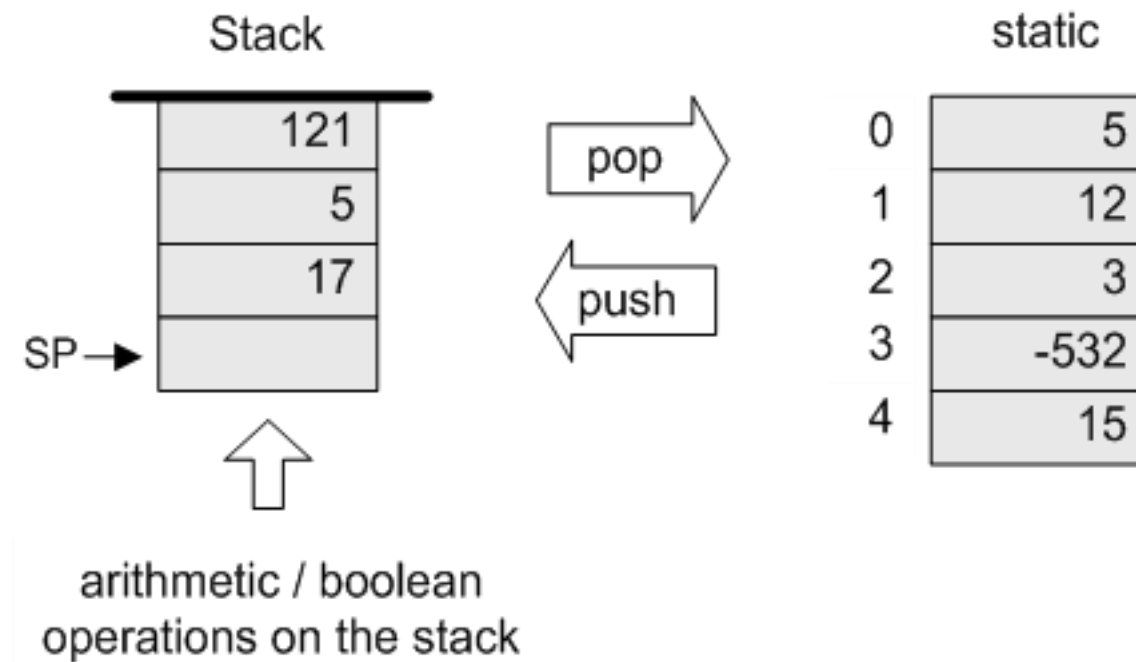 Stack
static
121
5
17
SP
pop
push
0 5
1 12
2 3
3 -532
4 15
arithmetic / boolean
operations on the stack